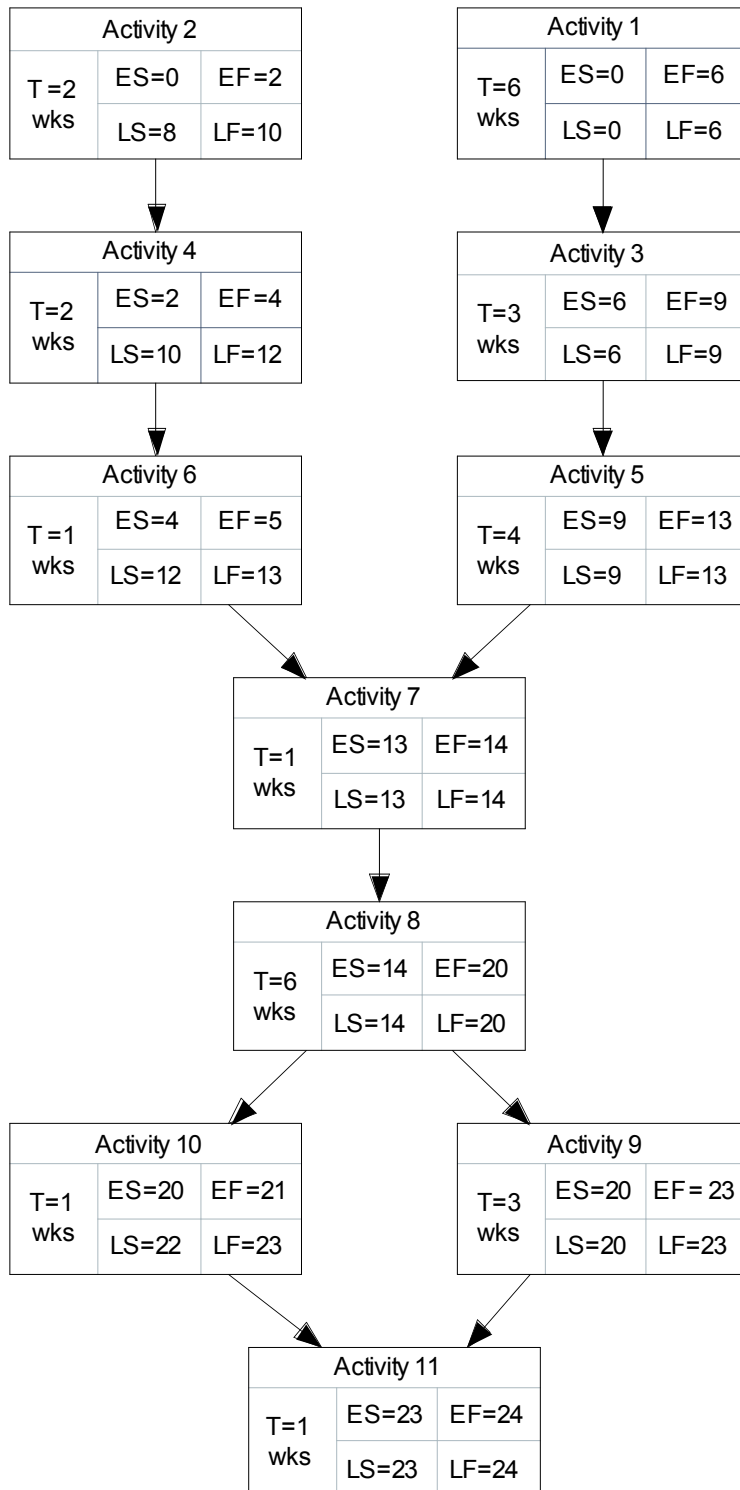 Activity 2
T =2 wks
ES=0 EF=2
LS=8 LF=10
Activity 1
T=6 wks
ES=0 EF=6
LS=0 LF=6
Activity 4
T=2 wks
ES=2 EF=4
LS=10 LF=12
Activity 3
T=3 wks
ES=6 EF=9
LS=6 LF=9
Activity 6
T =1 wks
ES=4 EF=5
LS=12 LF=13
Activity 5
T=4 wks
ES=9 EF=13
LS=9 LF=13
Activity 7
T=1 wks
ES=13 EF=14
LS=13 LF=14
Activity 8
T=6 wks
ES=14 EF=20
LS=14 LF=20
Activity 10
T=1 wks
ES=20 EF=21
LS=22 LF=23
Activity 9
T=3 wks
ES=20 EF= 23
LS=20 LF=23
Activity 11
T=1 wks
ES=23 EF=24
LS=23 LF=24